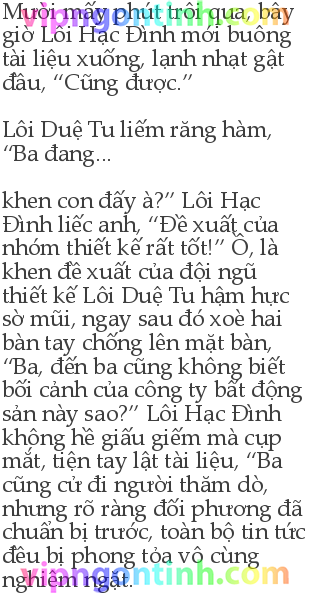 Mười mấy phút trôi qua, bây
vipngontinh.com
giờ Lôi Hạc Đình mới buông
tài liệu xuống, lạnh nhạt gật
đầu, “Cũng được.”
Lôi Duệ Tu liếm răng hàm,
“Ba đang...
khen con đấy à?” Lôi Hạc
Đình liếc anh, “Đề xuất của
nhóm thiết kế rất tốt!” Ồ, là
khen đề xuất của đội ngũ
thiết kế Lôi Duệ Tu hậm hực
sờ mũi, ngay sau đó xoè hai
bàn tay chống lên mặt bàn,
“Ba, đến ba cũng không biết
bối cảnh của công ty bất động
sản này sao?” Lôi Hạc Đình
không hề giấu giếm mà cụp
mắt, tiện tay lật tài liệu, “Ba
cũng cử đi người thăm dò,
nhưng rõ ràng đối phương đã
chuẩn bị trước, toàn bộ tin tức
đều bị phong tỏa vô cùng
vipngontinh.com
nghiêm ngặt.